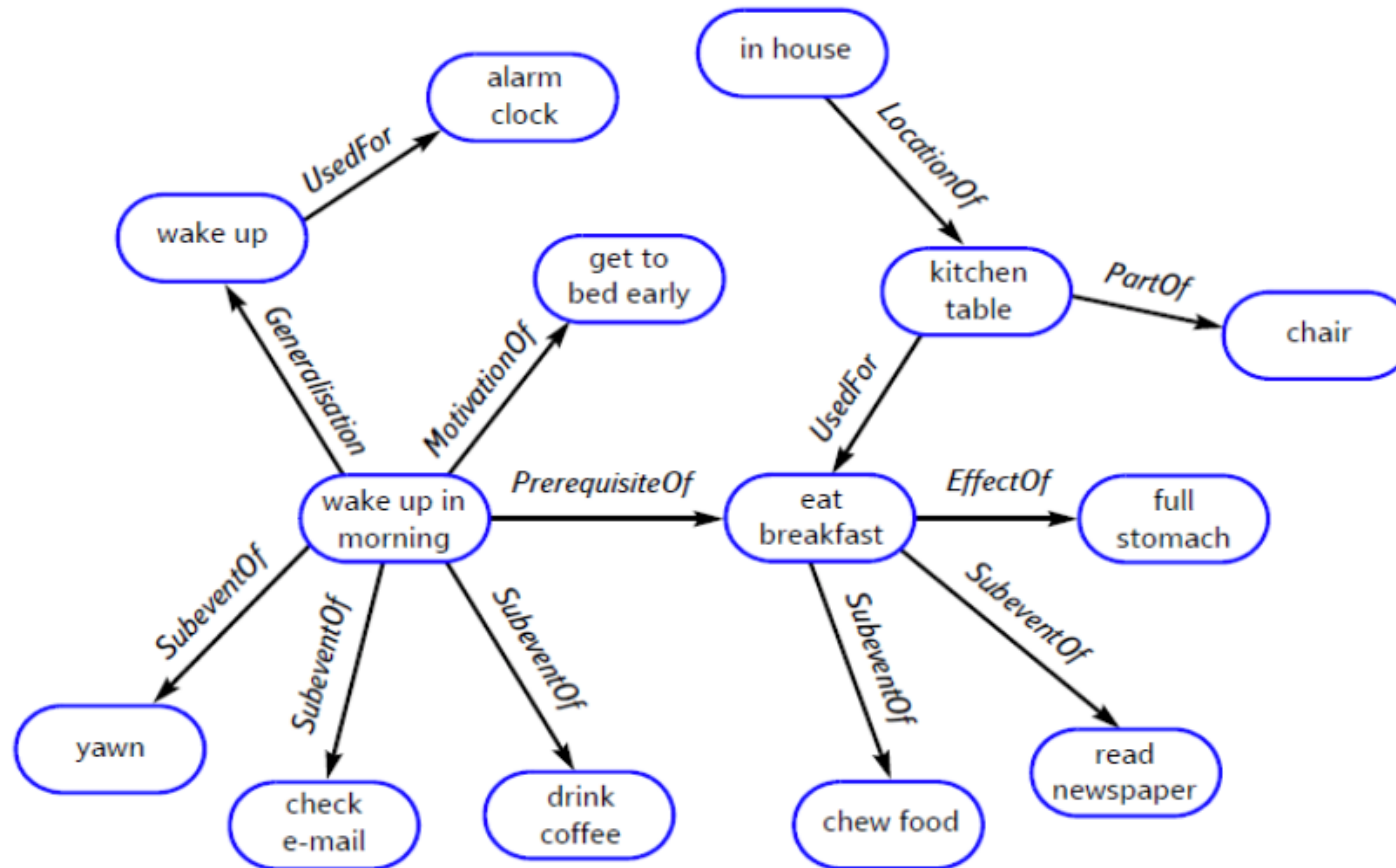 in house
alarm
clock
UsedFor
LocationOf
wake up
get to
bed early
kitchen
table
PartOf
chair
Generalisation
MotivationOf
UsedFor
wake up in
morning
PrerequisiteOf
eat
breakfast
EffectOf
full
stomach
SubeventOf
SubeventOf
SubeventOf
SubeventOf
SubeventOf
yawn
check
e-mail
drink
coffee
chew food
read
newspaper